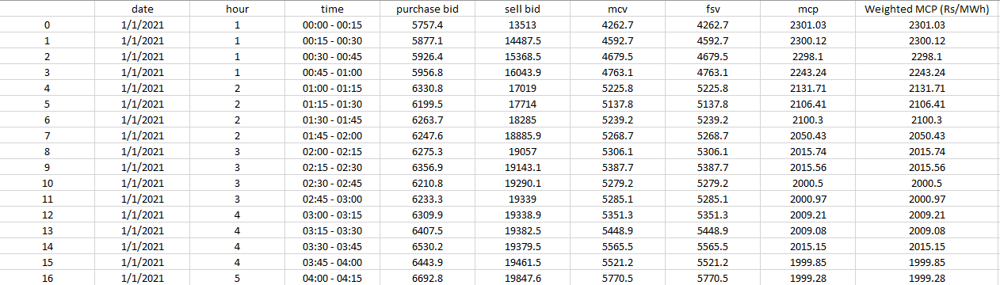 date hour time purchase bid sell bid mcv fsv mcp Weighted MCP (Rs/MWh)
0 1/1/2021 1 00:00 - 00:15 5757.4 13513 4262.7 4262.7 2301.03 2301.03
1 1/1/2021 1 00:15 - 00:30 5877.1 14487.5 4592.7 4592.7 2300.12 2300.12
2 1/1/2021 1 00:30 - 00:45 5926.4 15368.5 4679.5 4679.5 2298.1 2298.1
3 1/1/2021 1 00:45 - 01:00 5956.8 16043.9 4763.1 4763.1 2243.24 2243.24
4 1/1/2021 2 01:00 - 01:15 6330.8 17019 5225.8 5225.8 2131.71 2131.71
5 1/1/2021 2 01:15 - 01:30 6199.5 17714 5137.8 5137.8 2106.41 2106.41
6 1/1/2021 2 01:30 - 01:45 6263.7 18285 5239.2 5239.2 2100.3 2100.3
7 1/1/2021 2 01:45 - 02:00 6247.6 18885.9 5268.7 5268.7 2050.43 2050.43
8 1/1/2021 3 02:00 - 02:15 6275.3 19057 5306.1 5306.1 2015.74 2015.74
9 1/1/2021 3 02:15 - 02:30 6356.9 19143.1 5387.7 5387.7 2015.56 2015.56
10 1/1/2021 3 02:30 - 02:45 6210.8 19290.1 5279.2 5279.2 2000.5 2000.5
11 1/1/2021 3 02:45 - 03:00 6233.3 19339 5285.1 5285.1 2000.97 2000.97
12 1/1/2021 4 03:00 - 03:15 6309.9 19338.9 5351.3 5351.3 2009.21 2009.21
13 1/1/2021 4 03:15 - 03:30 6407.5 19382.5 5448.9 5448.9 2009.08 2009.08
14 1/1/2021 4 03:30 - 03:45 6530.2 19379.5 5565.5 5565.5 2015.15 2015.15
15 1/1/2021 4 03:45 - 04:00 6443.9 19461.5 5521.2 5521.2 1999.85 1999.85
16 1/1/2021 5 04:00 - 04:15 6692.8 19847.6 5770.5 5770.5 1999.28 1999.28